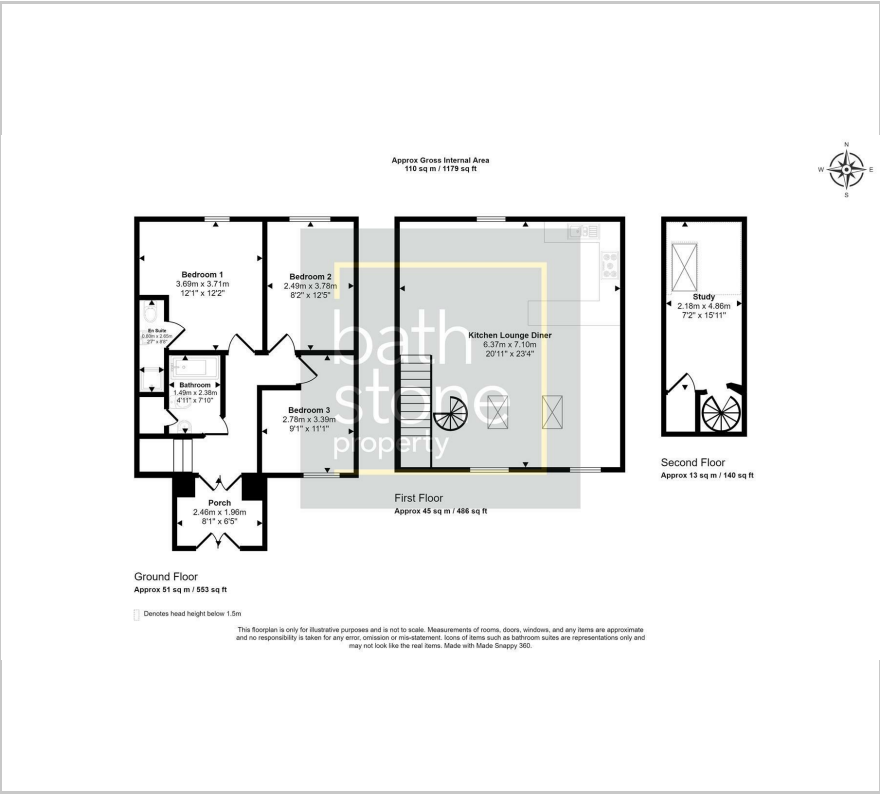 Approx Gross Internal Area
110 sq m / 1179 sq ft
N
W
E
S
Bedroom 1
3.69m x 3.71m
12'1" x 12'2"
Bedroom 2
2.49m x 3.78m
8'2" x 12'5"
En Suite
Bathroom
1.49m x 2.38m
4'11" x 7'10"
Bedroom 3
2.78m x 3.39m
9'1" x 11'1"
Porch
2.46m x 1.96m
8'1" x 6'5"
Kitchen Lounge Diner
6.37m x 7.10m
20'11" x 23'4"
Study
2.18m x 4.86m
7'2" x 15'11"
bath
stone
property
Second Floor
Approx 13 sq m / 140 sq ft
First Floor
Approx 45 sq m / 486 sq ft
Ground Floor
Approx 51 sq m / 553 sq ft
Denotes head height below 1.5m
This floorplan is only for illustrative purposes and is not to scale. Measurements of rooms, doors, windows, and any items are approximate
and no responsibility is taken for any error, omission or mis-statement. Icons of items such as bathroom suites are representations only and
may not look like the real items. Made with Made Snappy 360.